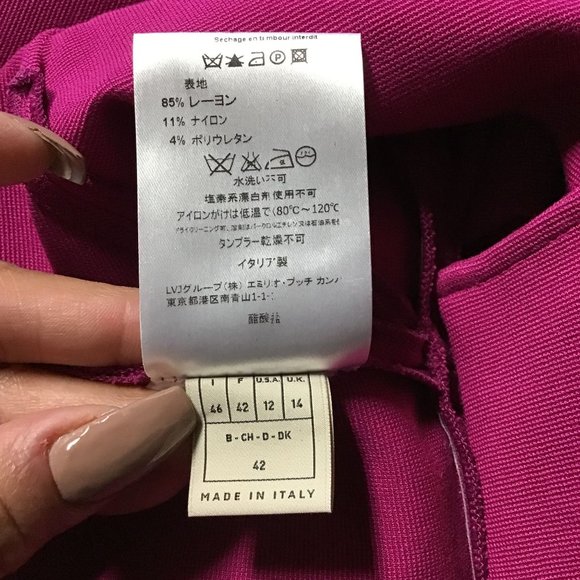 Séchage en tambour interdit
表地
85% レーヨン
11% ナイロン
4% ポリウレタン
水洗い不可
塩素系漂白剤使用不可
アイロンがけは低温で(80℃~120℃
タンブラー乾燥不可
イタリア製
LVJグループ(株) エミリオ・プッチ カンパ
東京都港区南青山1-1-
I F U.S.A. U.K.
46 42 12 14
B-CH-D-DK
42
MADE IN ITALY